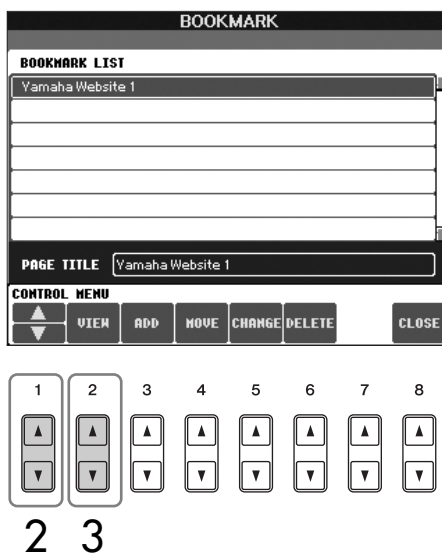 BOOKMARK
BOOKMARK LIST
Yamaha Website 1
PAGE TITLE Yamaha Website 1
CONTROL MENU
VIEW ADD MOVE CHANGE DELETE CLOSE
1 2 3 4 5 6 7 8
2 3